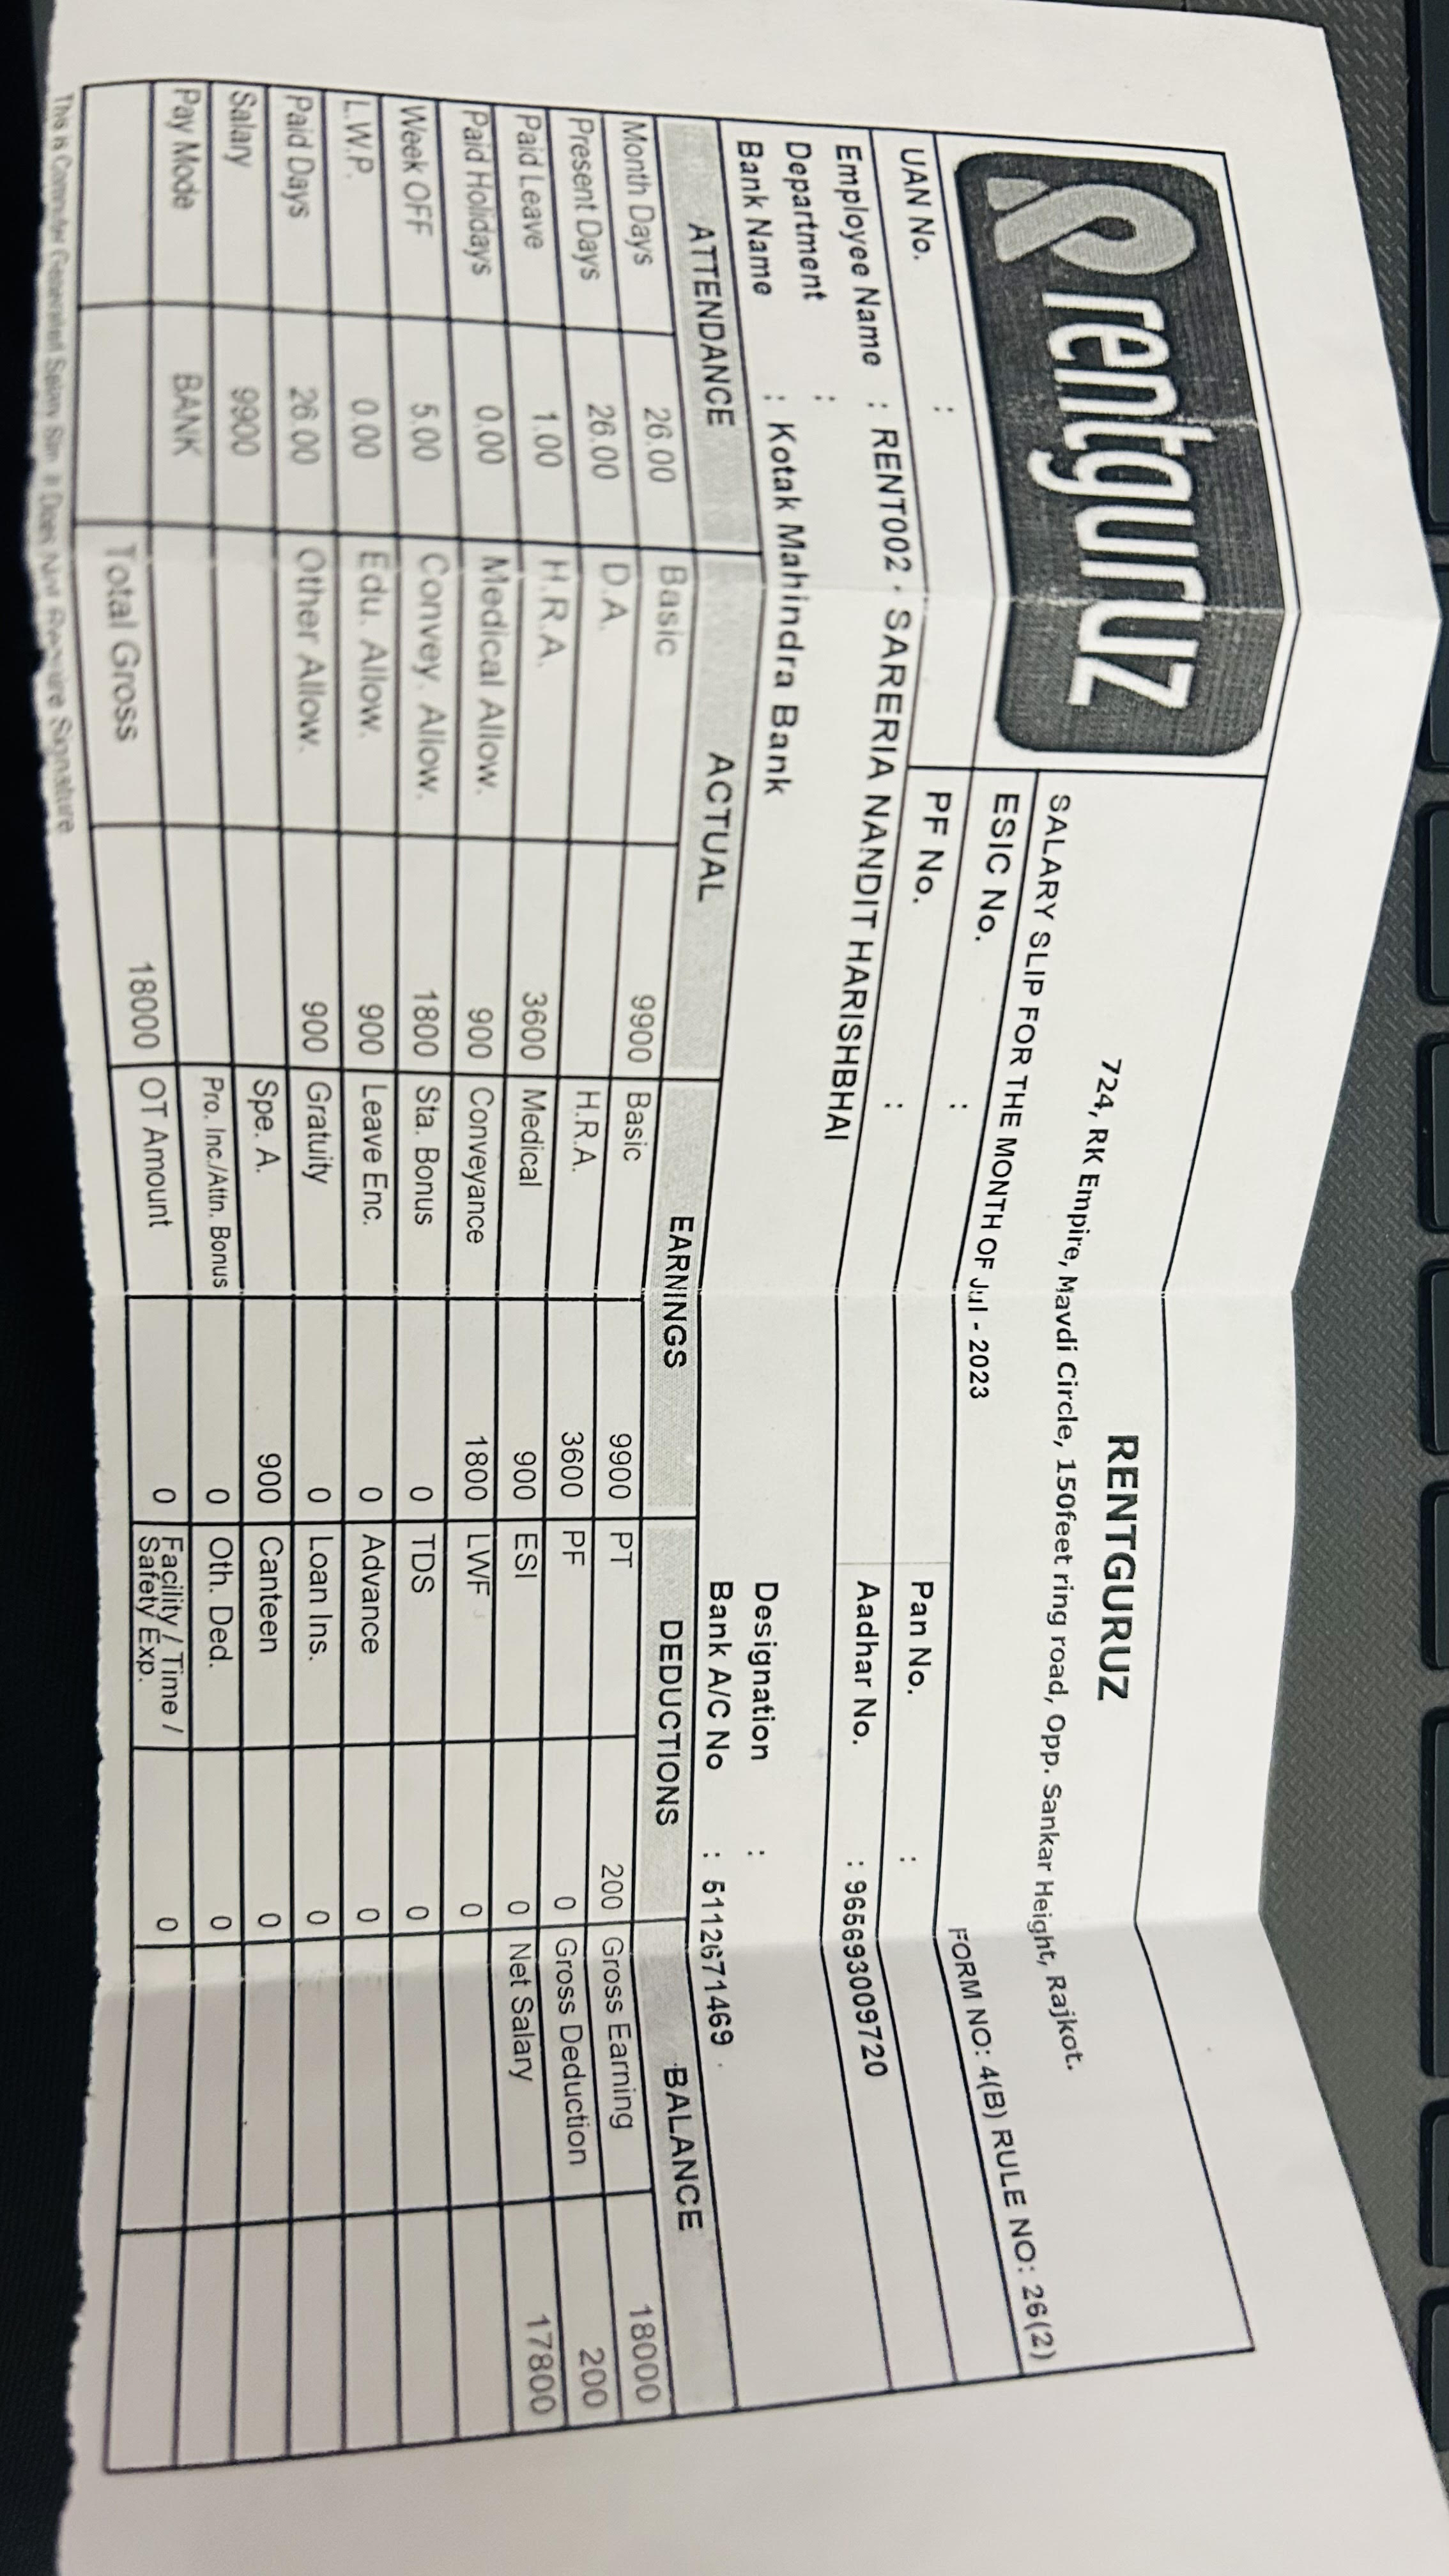 rentguruz
RENTGURUZ
724, RK Empire, Mavdi Circle, 150feet ring road, Opp. Sankar Height, Rajkot.
SALARY SLIP FOR THE MONTH OF Jul - 2023 FORM NO: 4(B) RULE NO: 26(2)
ESIC No. : Pan No. :
UAN No. : PF No. : Aadhar No. : 965693009720
Employee Name : RENT002 - SARERIA NANDIT HARISHBHAI
Department : Designation :
Bank Name : Kotak Mahindra Bank Bank A/C No : 5112671469
ATTENDANCE ACTUAL EARNINGS DEDUCTIONS BALANCE
Month Days 26.00 Basic 9900 Basic 9900 PT 200 Gross Earning 18000
Present Days 26.00 D.A. H.R.A. 3600 PF 0 Gross Deduction 200
Paid Leave 1.00 H.R.A. 3600 Medical 900 ESI 0 Net Salary 17800
Paid Holidays 0.00 Medical Allow. 900 Conveyance 1800 LWF 0
Week OFF 5.00 Convey. Allow. 1800 Sta. Bonus 0 TDS 0
L.W.P. 0.00 Edu. Allow. 900 Leave Enc. 0 Advance 0
Paid Days 26.00 Other Allow. 900 Gratuity 0 Loan Ins. 0
Salary 9900 Spe. A. 900 Canteen 0
Pay Mode BANK Pro. Inc./Attn. Bonus 0 Oth. Ded. 0
Total Gross 18000 OT Amount 0 Facility / Time / Safety Exp. 0
This is Computer Generated Salary Slip. It Does Not Require Signature.